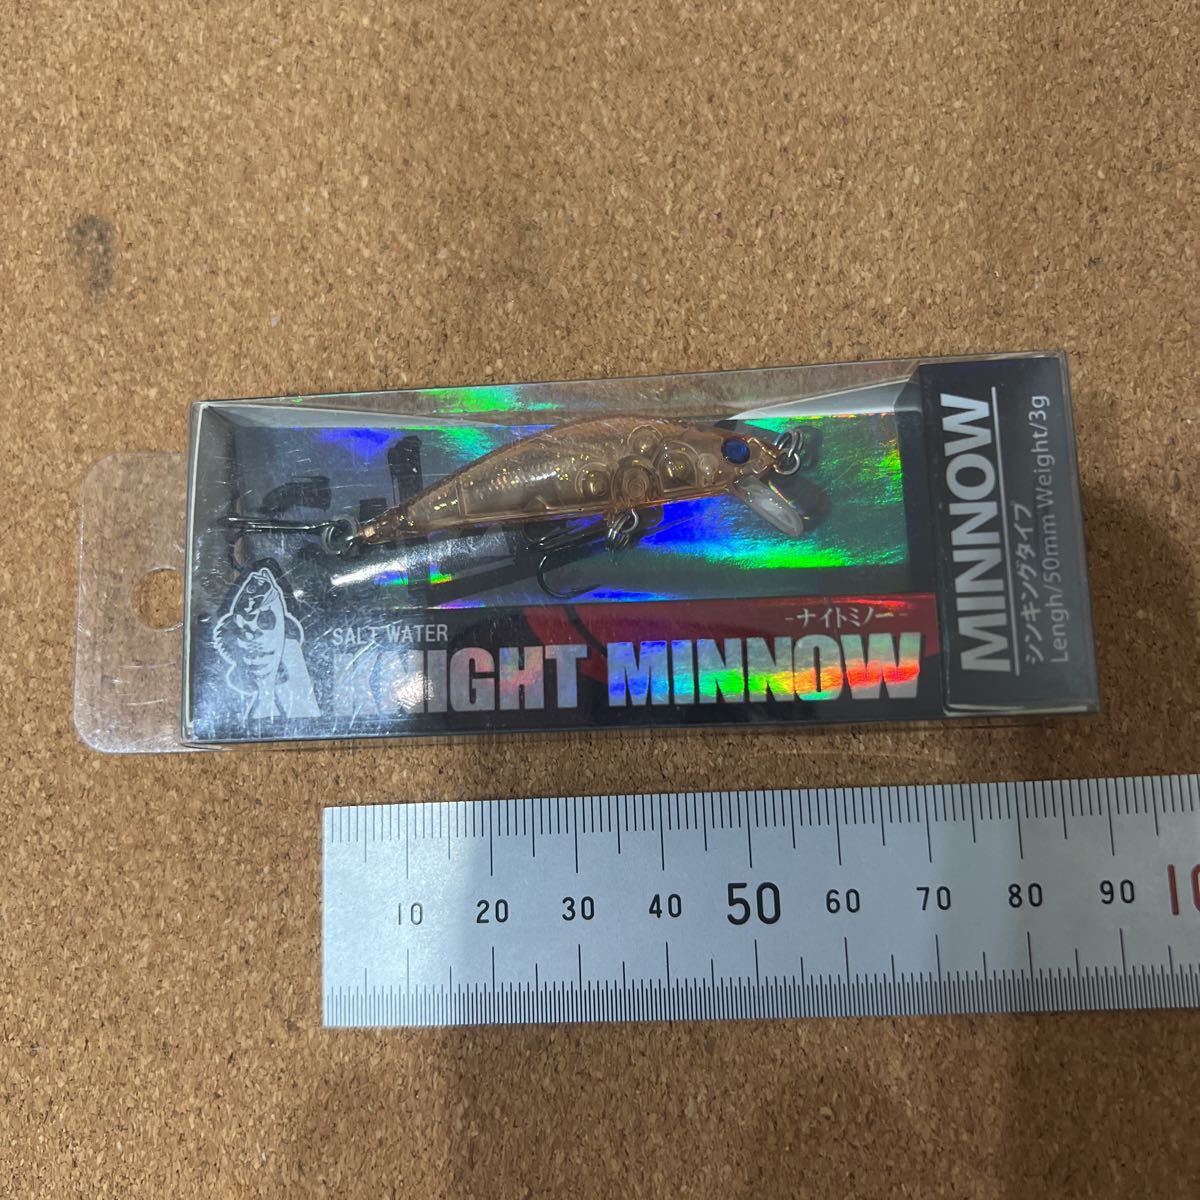 SALT WATER
-ナイトミノー-
KNIGHT MINNOW
MINNOW
シンキングタイプ
Lengh/50mm Weight/3g
10 20 30 40 50 60 70 80 90 10